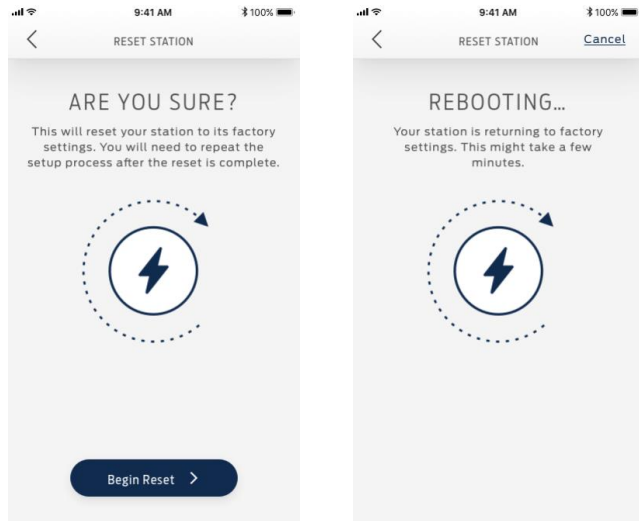 9:41 AM
100%
RESET STATION
ARE YOU SURE?
This will reset your station to its factory
settings. You will need to repeat the
setup process after the reset is complete.
Begin Reset
9:41 AM
100%
RESET STATION
Cancel
REBOOTING...
Your station is returning to factory
settings. This might take a few
minutes.